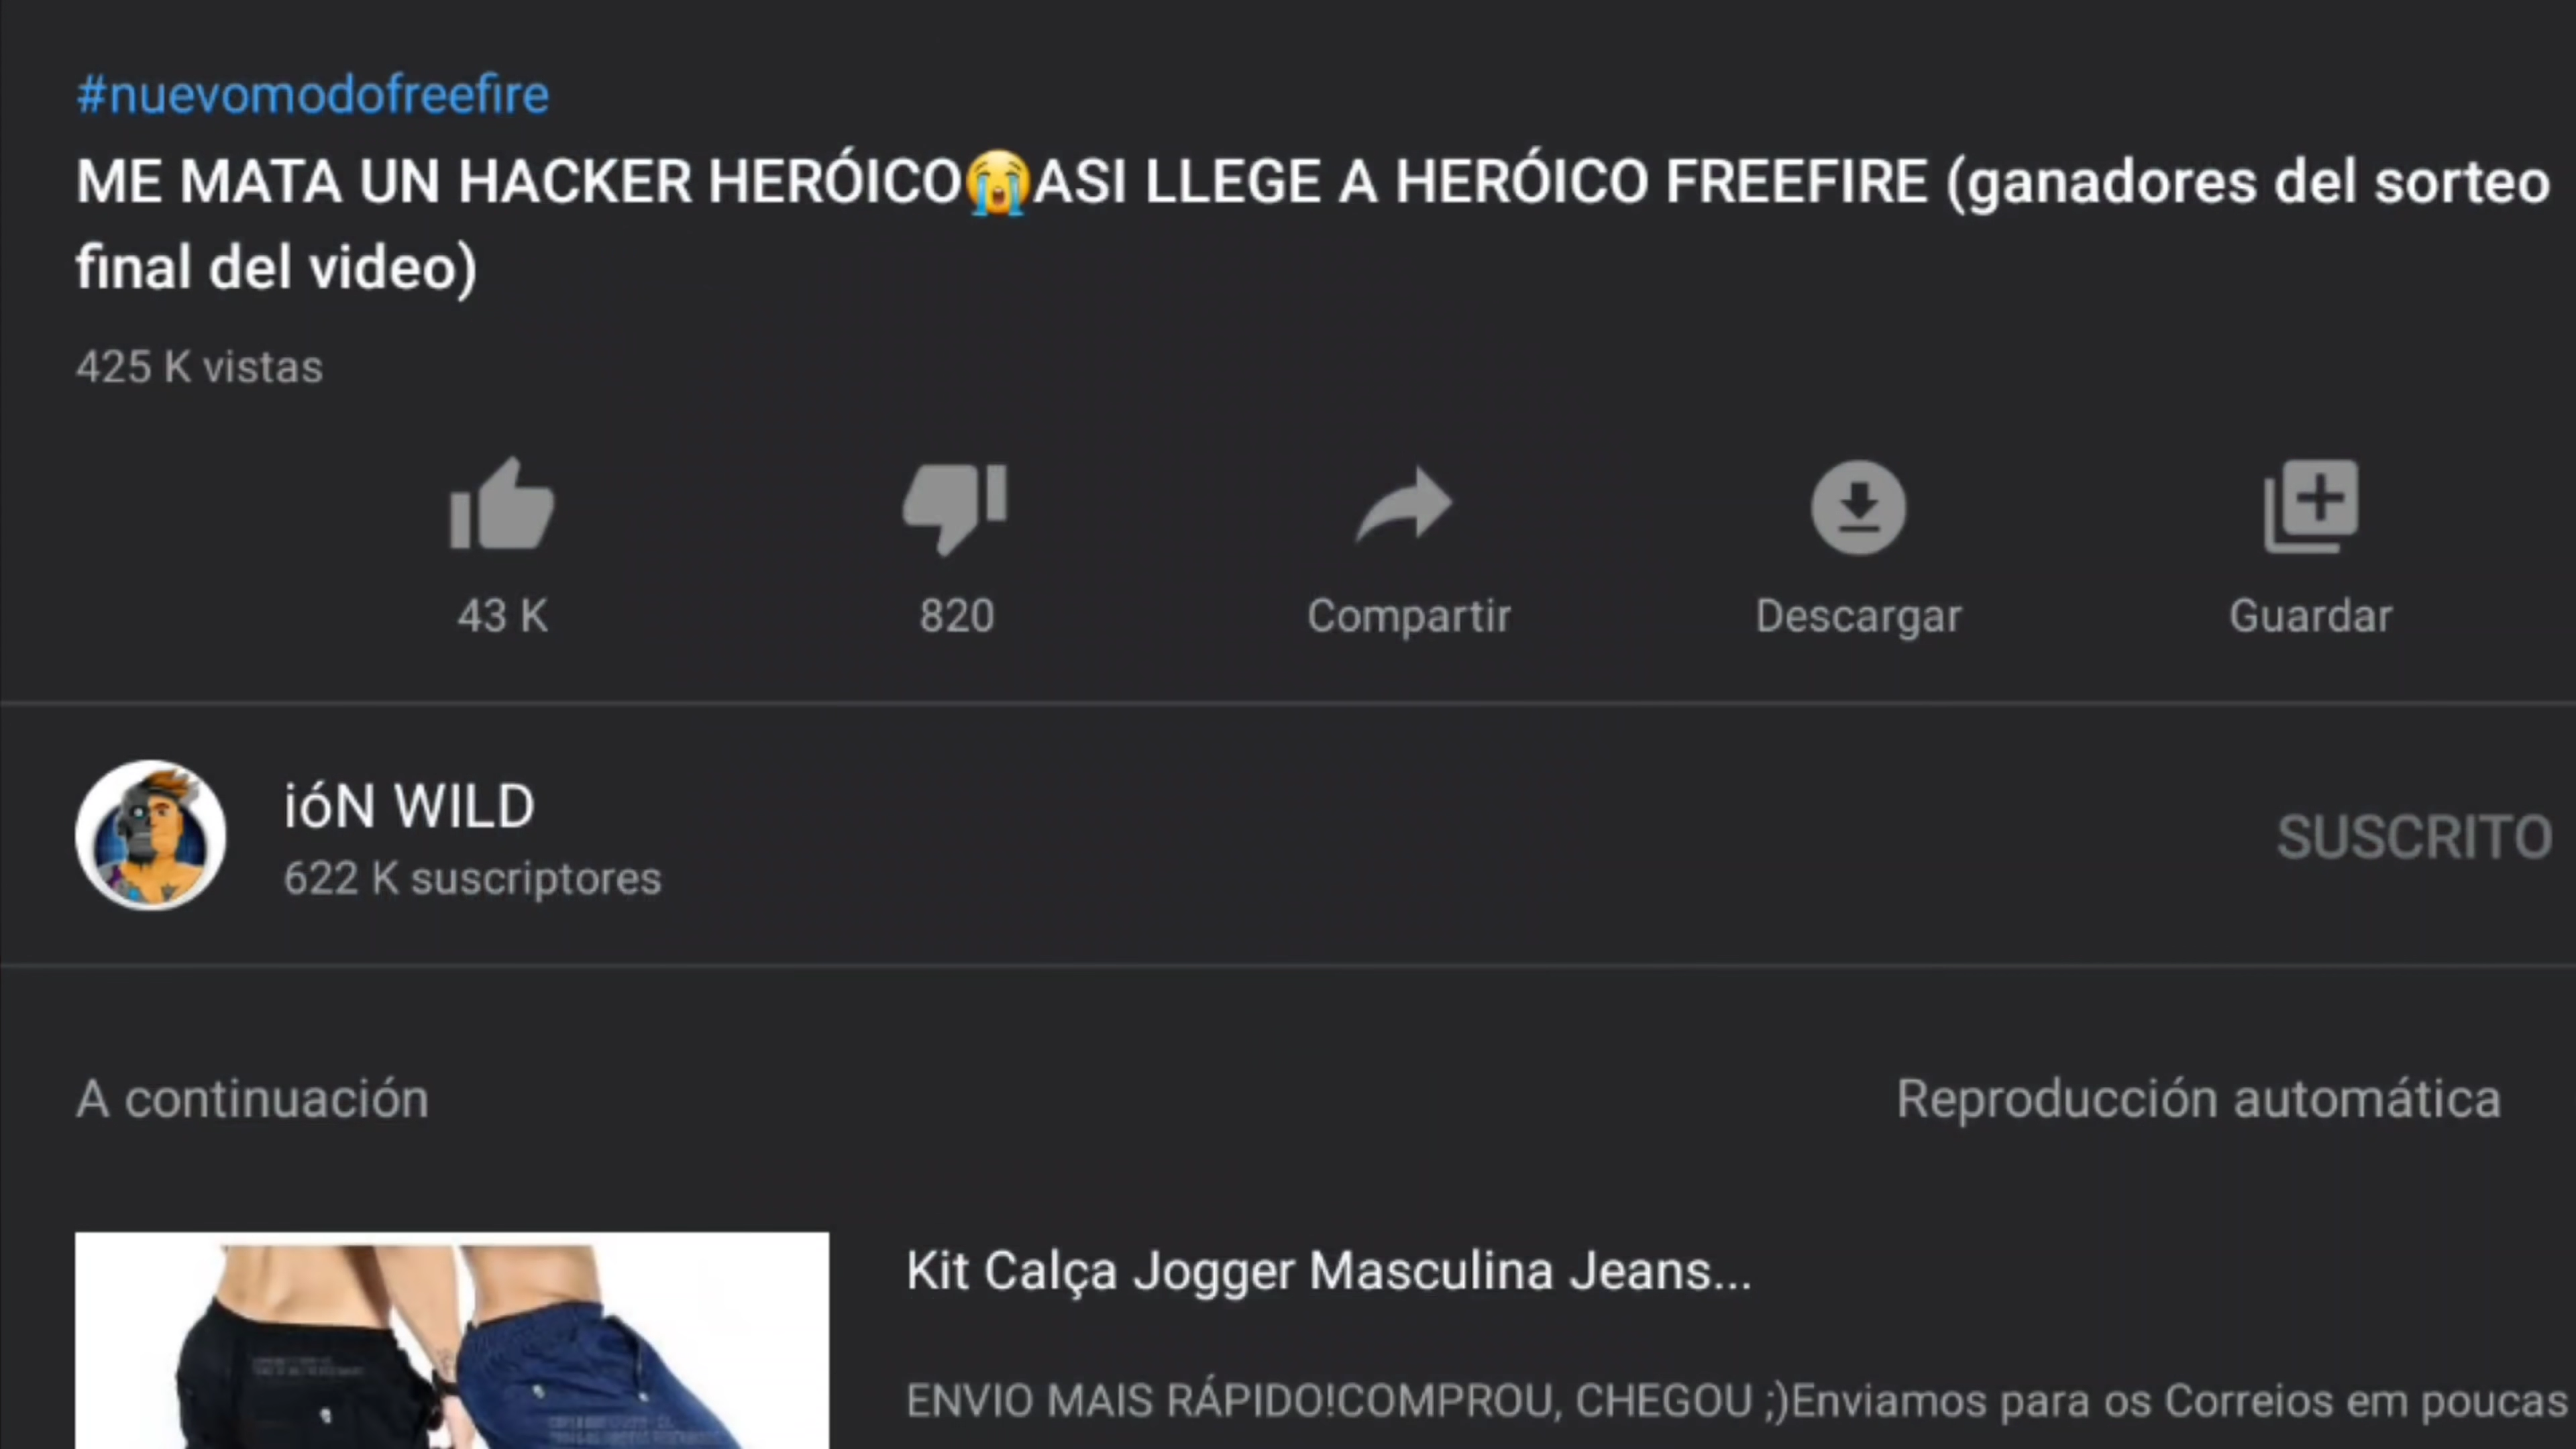 #nuevomodofreefire
ME MATA UN HACKER HERÓICO😭ASI LLEGE A HERÓICO FREEFIRE (ganadores del sorteo
final del video)
425 K vistas
43 K 820 Compartir Descargar Guardar
ióN WILD
622 K suscriptores
SUSCRITO
A continuación Reproducción automática
Kit Calça Jogger Masculina Jeans...
ENVIO MAIS RÁPIDO!COMPROU, CHEGOU ;)Enviamos para os Correios em poucas